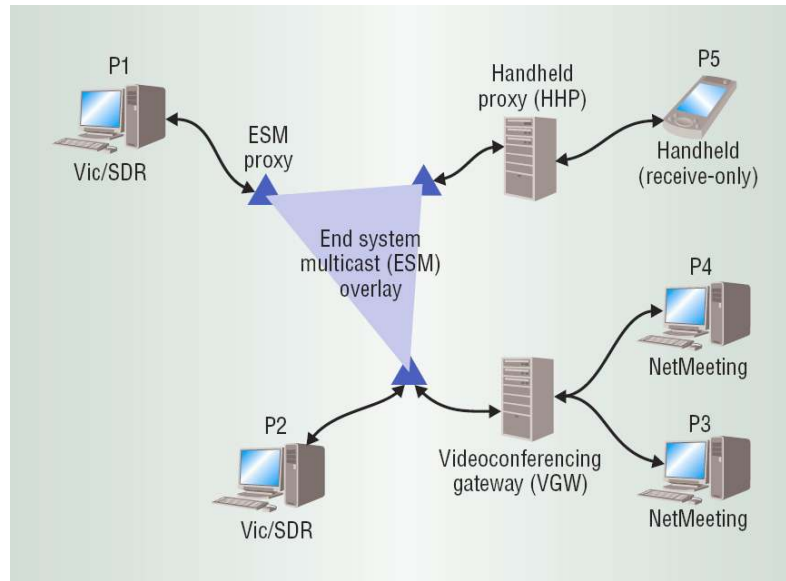 P1
Vic/SDR
ESM
proxy
Handheld
proxy (HHP)
P5
Handheld
(receive-only)
End system
multicast (ESM)
overlay
P4
NetMeeting
P2
Vic/SDR
Videoconferencing
gateway (VGW)
P3
NetMeeting